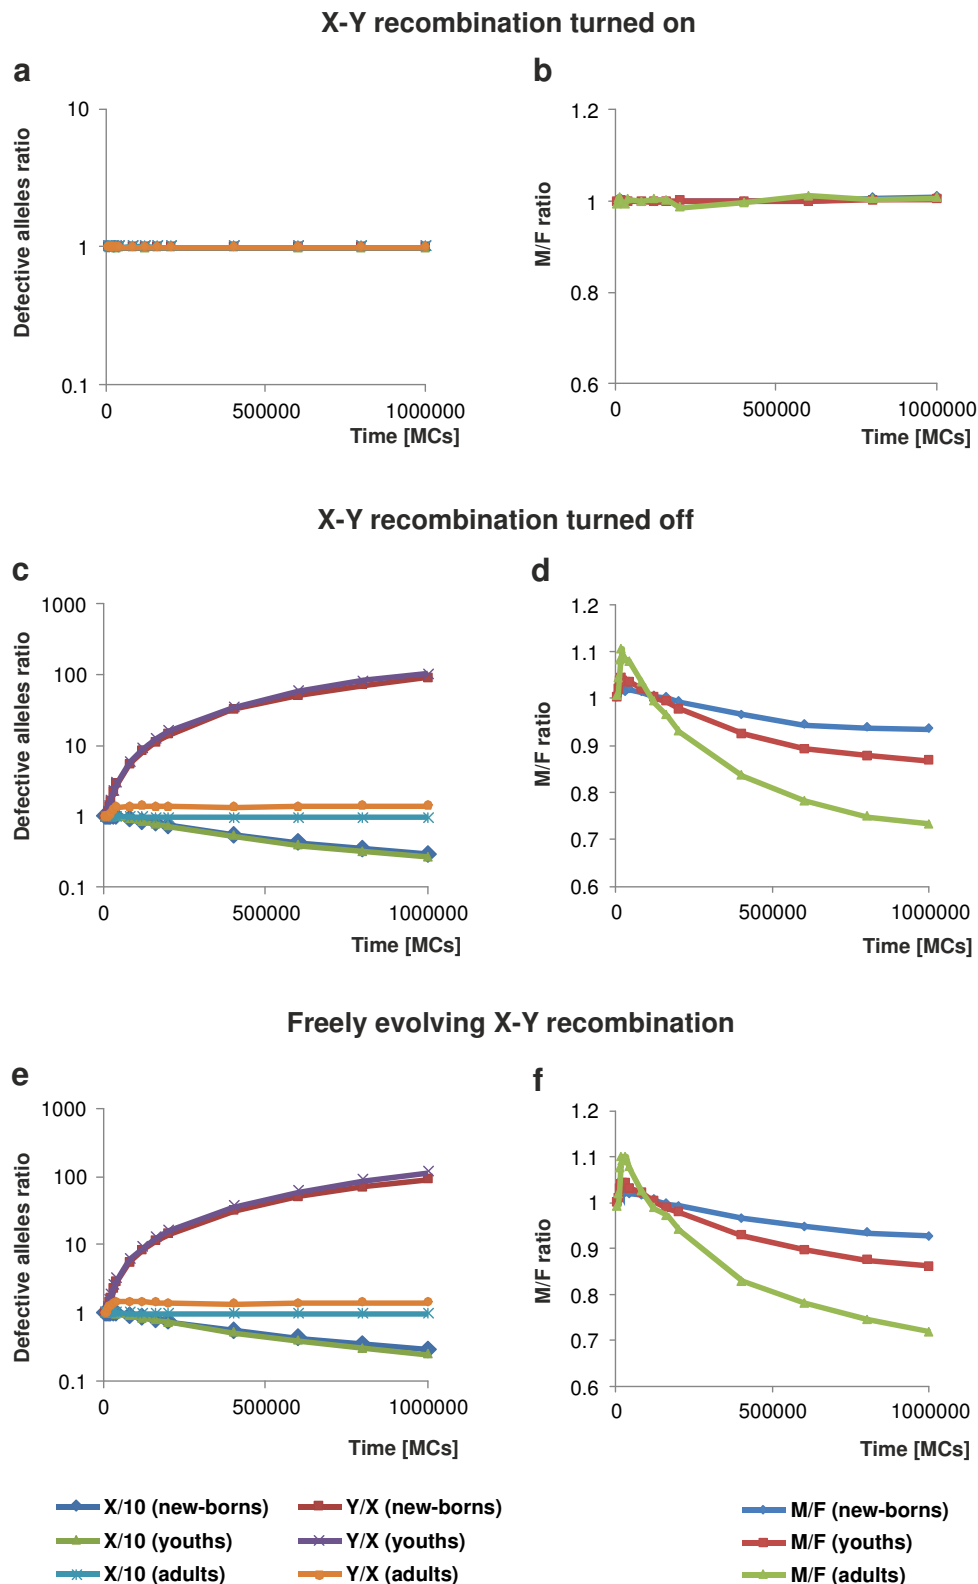 X-Y recombination turned on
a
b
Defective alleles ratio
10
1
0.1
0
500000
1000000
Time [MCs]
M/F ratio
1.2
1
0.8
0.6
0
500000
1000000
Time [MCs]
X-Y recombination turned off
c
d
Defective alleles ratio
1000
100
10
1
0.1
0
500000
1000000
Time [MCs]
M/F ratio
1.2
1.1
1
0.9
0.8
0.7
0.6
0
500000
1000000
Time [MCs]
Freely evolving X-Y recombination
e
f
Defective alleles ratio
1000
100
10
1
0.1
0
500000
1000000
Time [MCs]
M/F ratio
1.2
1.1
1
0.9
0.8
0.7
0.6
0
500000
1000000
Time [MCs]
X/10 (new-borns)
Y/X (new-borns)
X/10 (youths)
Y/X (youths)
X/10 (adults)
Y/X (adults)
M/F (new-borns)
M/F (youths)
M/F (adults)